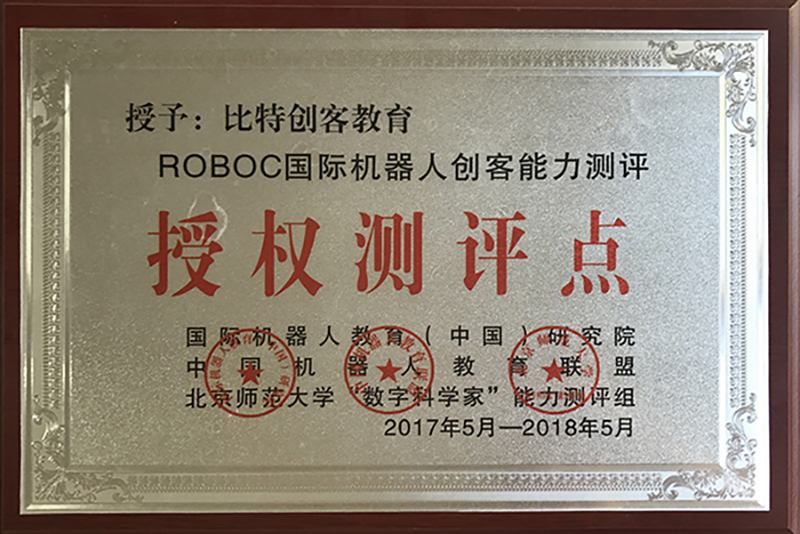 授予：比特创客教育
ROBOC国际机器人创客能力测评
授权测评点
国际机器人教育（中国）研究院
中国机器人教育联盟
北京师范大学“数字科学家”能力测评组
2017年5月—2018年5月